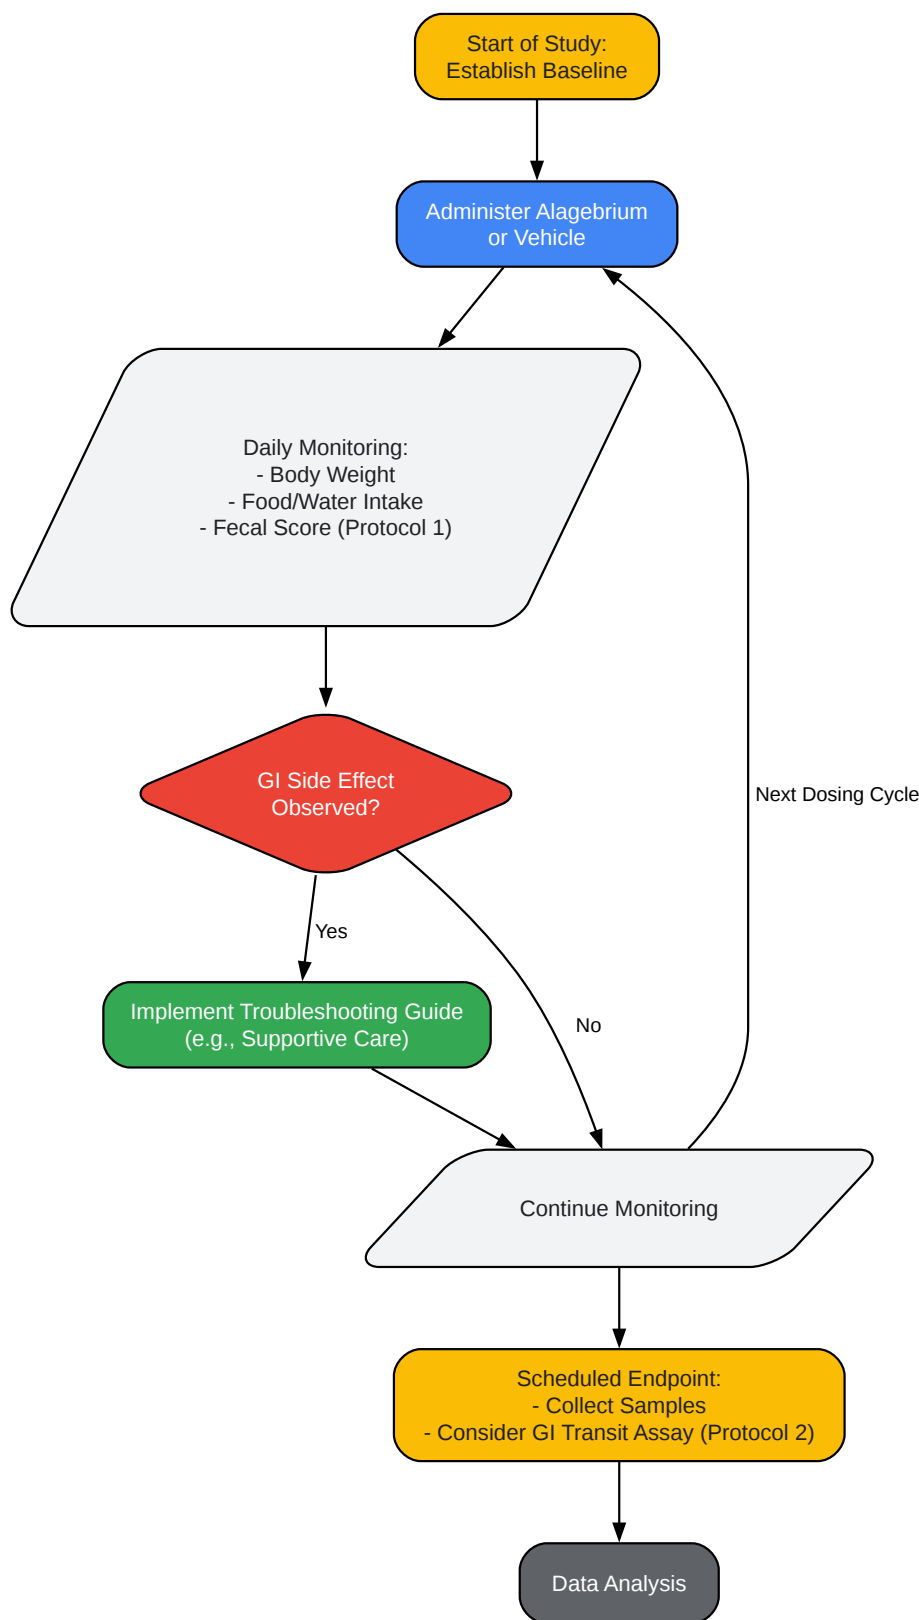 Start of Study:
Establish Baseline
Administer Alagebrium
or Vehicle
Daily Monitoring:
- Body Weight
- Food/Water Intake
- Fecal Score (Protocol 1)
GI Side Effect
Observed?
Next Dosing Cycle
Yes
Implement Troubleshooting Guide
(e.g., Supportive Care)
No
Continue Monitoring
Scheduled Endpoint:
- Collect Samples
- Consider GI Transit Assay (Protocol 2)
Data Analysis